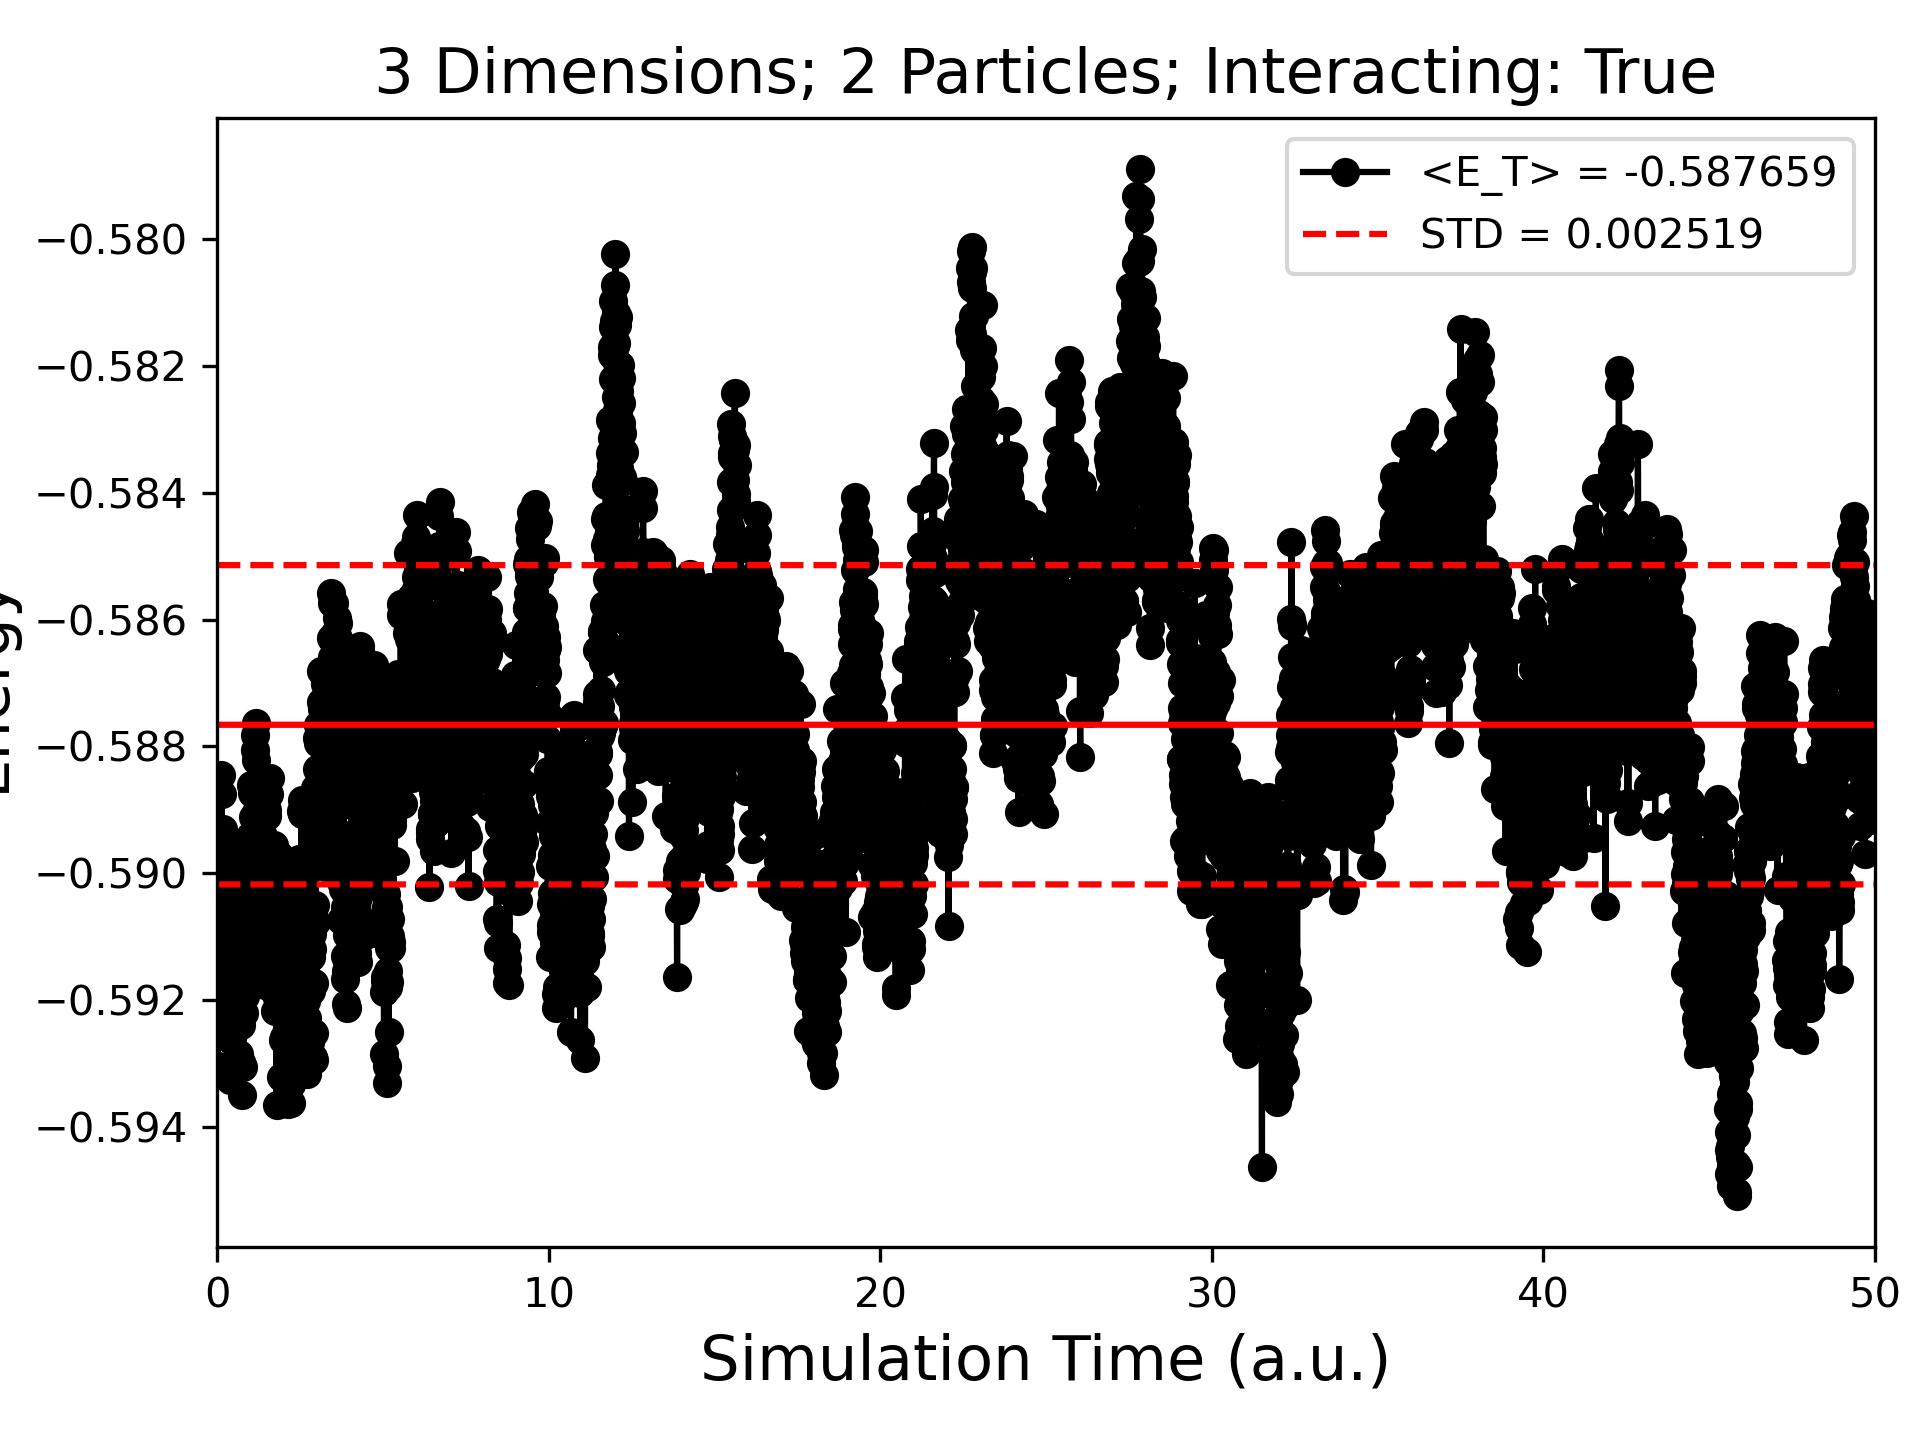 3 Dimensions; 2 Particles; Interacting: True
<E_T> = -0.587659
STD = 0.002519
−0.580
−0.582
−0.584
−0.586
−0.588
−0.590
−0.592
−0.594
Energy
0 10 20 30 40 50
Simulation Time (a.u.)